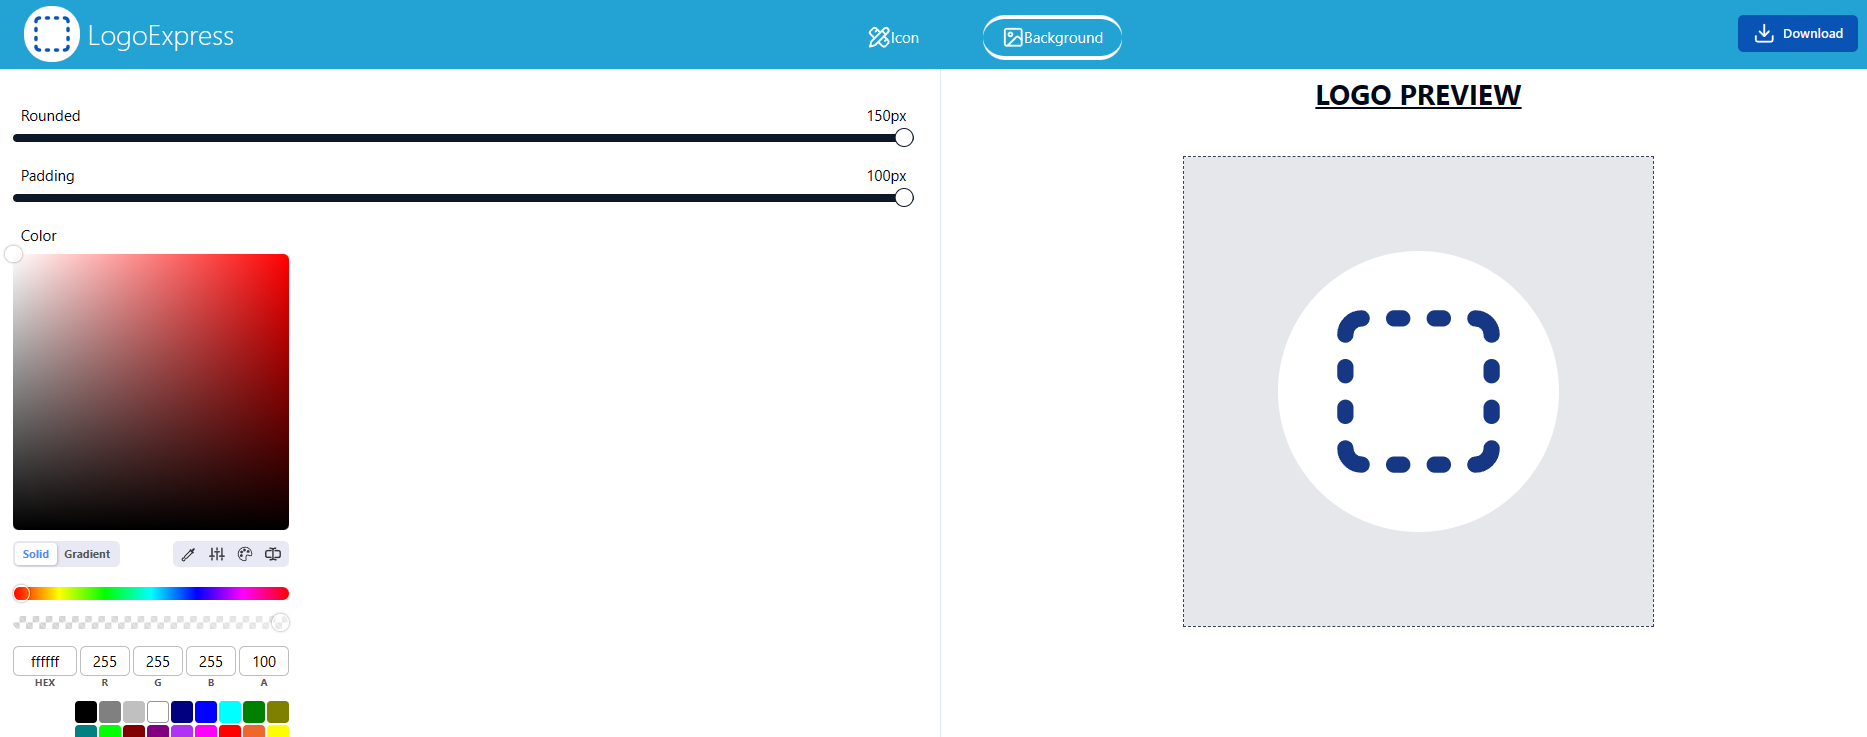 LogoExpress
Icon
Background
Download
LOGO PREVIEW
Rounded 150px
Padding 100px
Color
Solid Gradient
ffffff 255 255 255 100
HEX R G B A